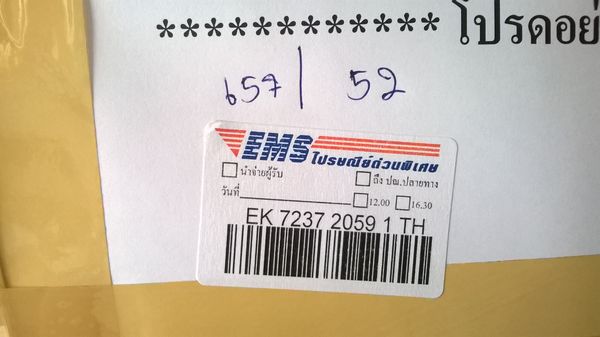 ************ โปรดอย่
657 | 52
EMS ไปรษณีย์ด่วนพิเศษ
นำจ่ายผู้รับ ถึง ปณ.ปลายทาง
วันที่ 12.00 16.30
EK 7237 2059 1 TH